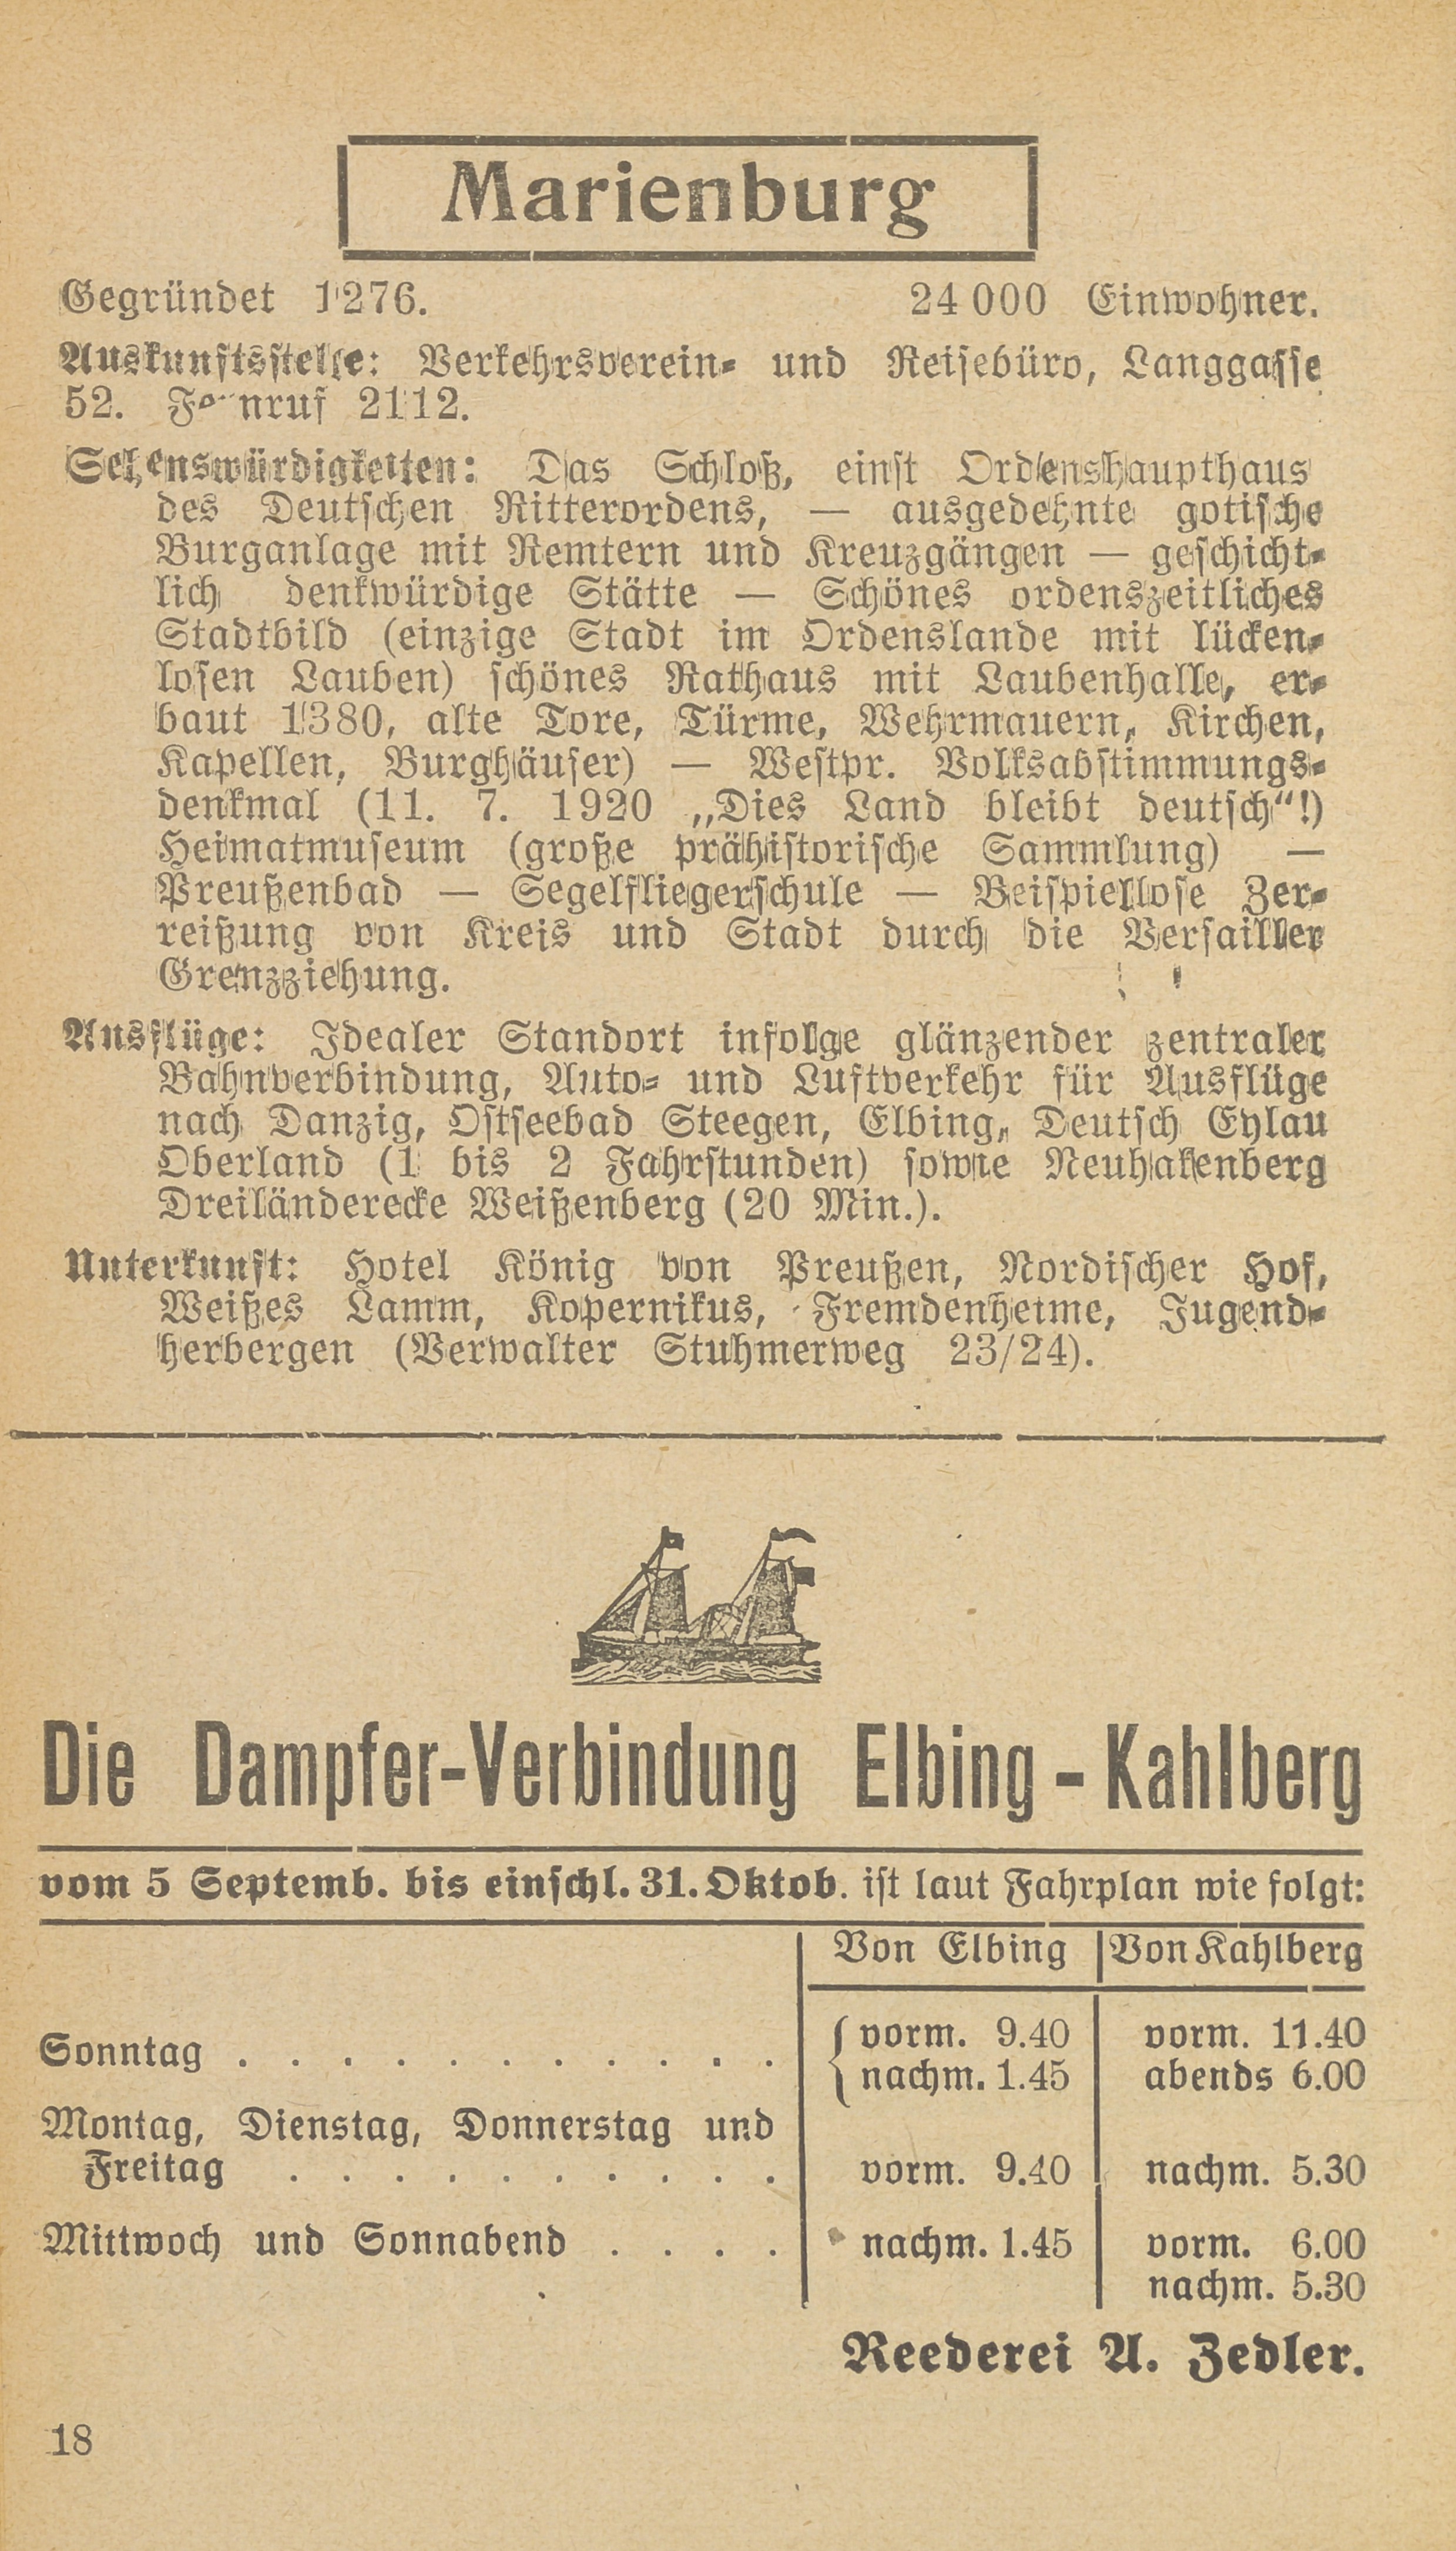 Marienburg
Gegründet 1276. 24 000 Einwohner.
Auskunftsstelle: Verkehrsverein- und Reisebüro, Langgasse
52. Fernruf 2112.
Sehenswürdigkeiten: Das Schloß, einst Ordenshaupthaus
des Deutschen Ritterordens, — ausgedehnte gotische
Burganlage mit Remtern und Kreuzgängen — geschicht-
lich denkwürdige Stätte — Schönes ordenszeitliches
Stadtbild (einzige Stadt im Ordenslande mit lücken-
losen Lauben) schönes Rathaus mit Laubenhalle, er-
baut 1380, alte Tore, Türme, Wehrmauern, Kirchen,
Kapellen, Burghäuser) — Westpr. Volksabstimmungs-
denkmal (11. 7. 1920 „Dies Land bleibt deutsch“!)
Heimatmuseum (große prähistorische Sammlung) —
Preußenbad — Segelfliegerschule — Beispiellose Zer-
reißung von Kreis und Stadt durch die Versailler
Grenzziehung.
Ausflüge: Idealer Standort infolge glänzender zentraler
Bahnverbindung, Auto- und Luftverkehr für Ausflüge
nach Danzig, Ostseebad Steegen, Elbing, Deutsch Eylau
Oberland (1 bis 2 Fahrstunden) sowie Neuhakenberg
Dreiländerecke Weißenberg (20 Min.).
Unterkunft: Hotel König von Preußen, Nordischer Hof,
Weißes Lamm, Kopernikus, Fremdenheime, Jugend-
herbergen (Verwalter Stuhmerweg 23/24).
Die Dampfer-Verbindung Elbing - Kahlberg
vom 5 Septemb. bis einschl. 31. Oktob. ist laut Fahrplan wie folgt:
Von Elbing Von Kahlberg
Sonntag . . . . . . . . . . . vorm. 9.40 vorm. 11.40
nachm. 1.45 abends 6.00
Montag, Dienstag, Donnerstag und
Freitag . . . . . . . . . . vorm. 9.40 nachm. 5.30
Mittwoch und Sonnabend . . . . nachm. 1.45 vorm. 6.00
nachm. 5.30
Reederei A. Zedler.
18